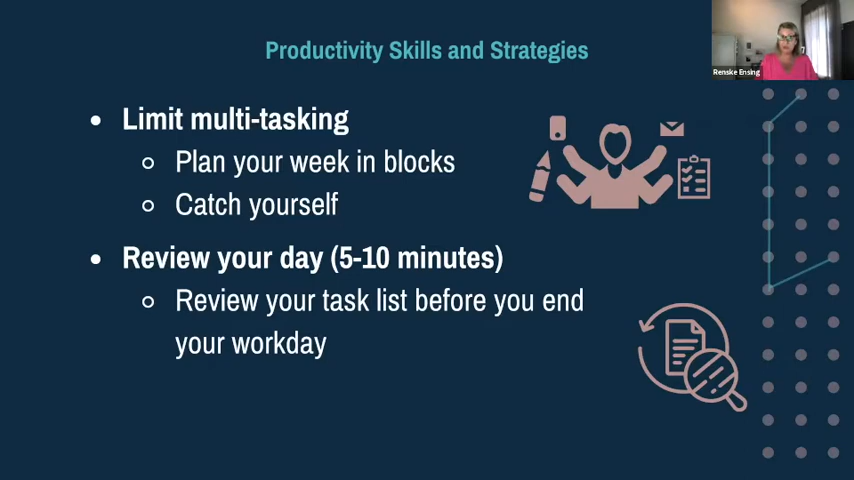 Productivity Skills and Strategies
Renske Ensing
• Limit multi-tasking
○ Plan your week in blocks
○ Catch yourself
• Review your day (5-10 minutes)
○ Review your task list before you end
your workday